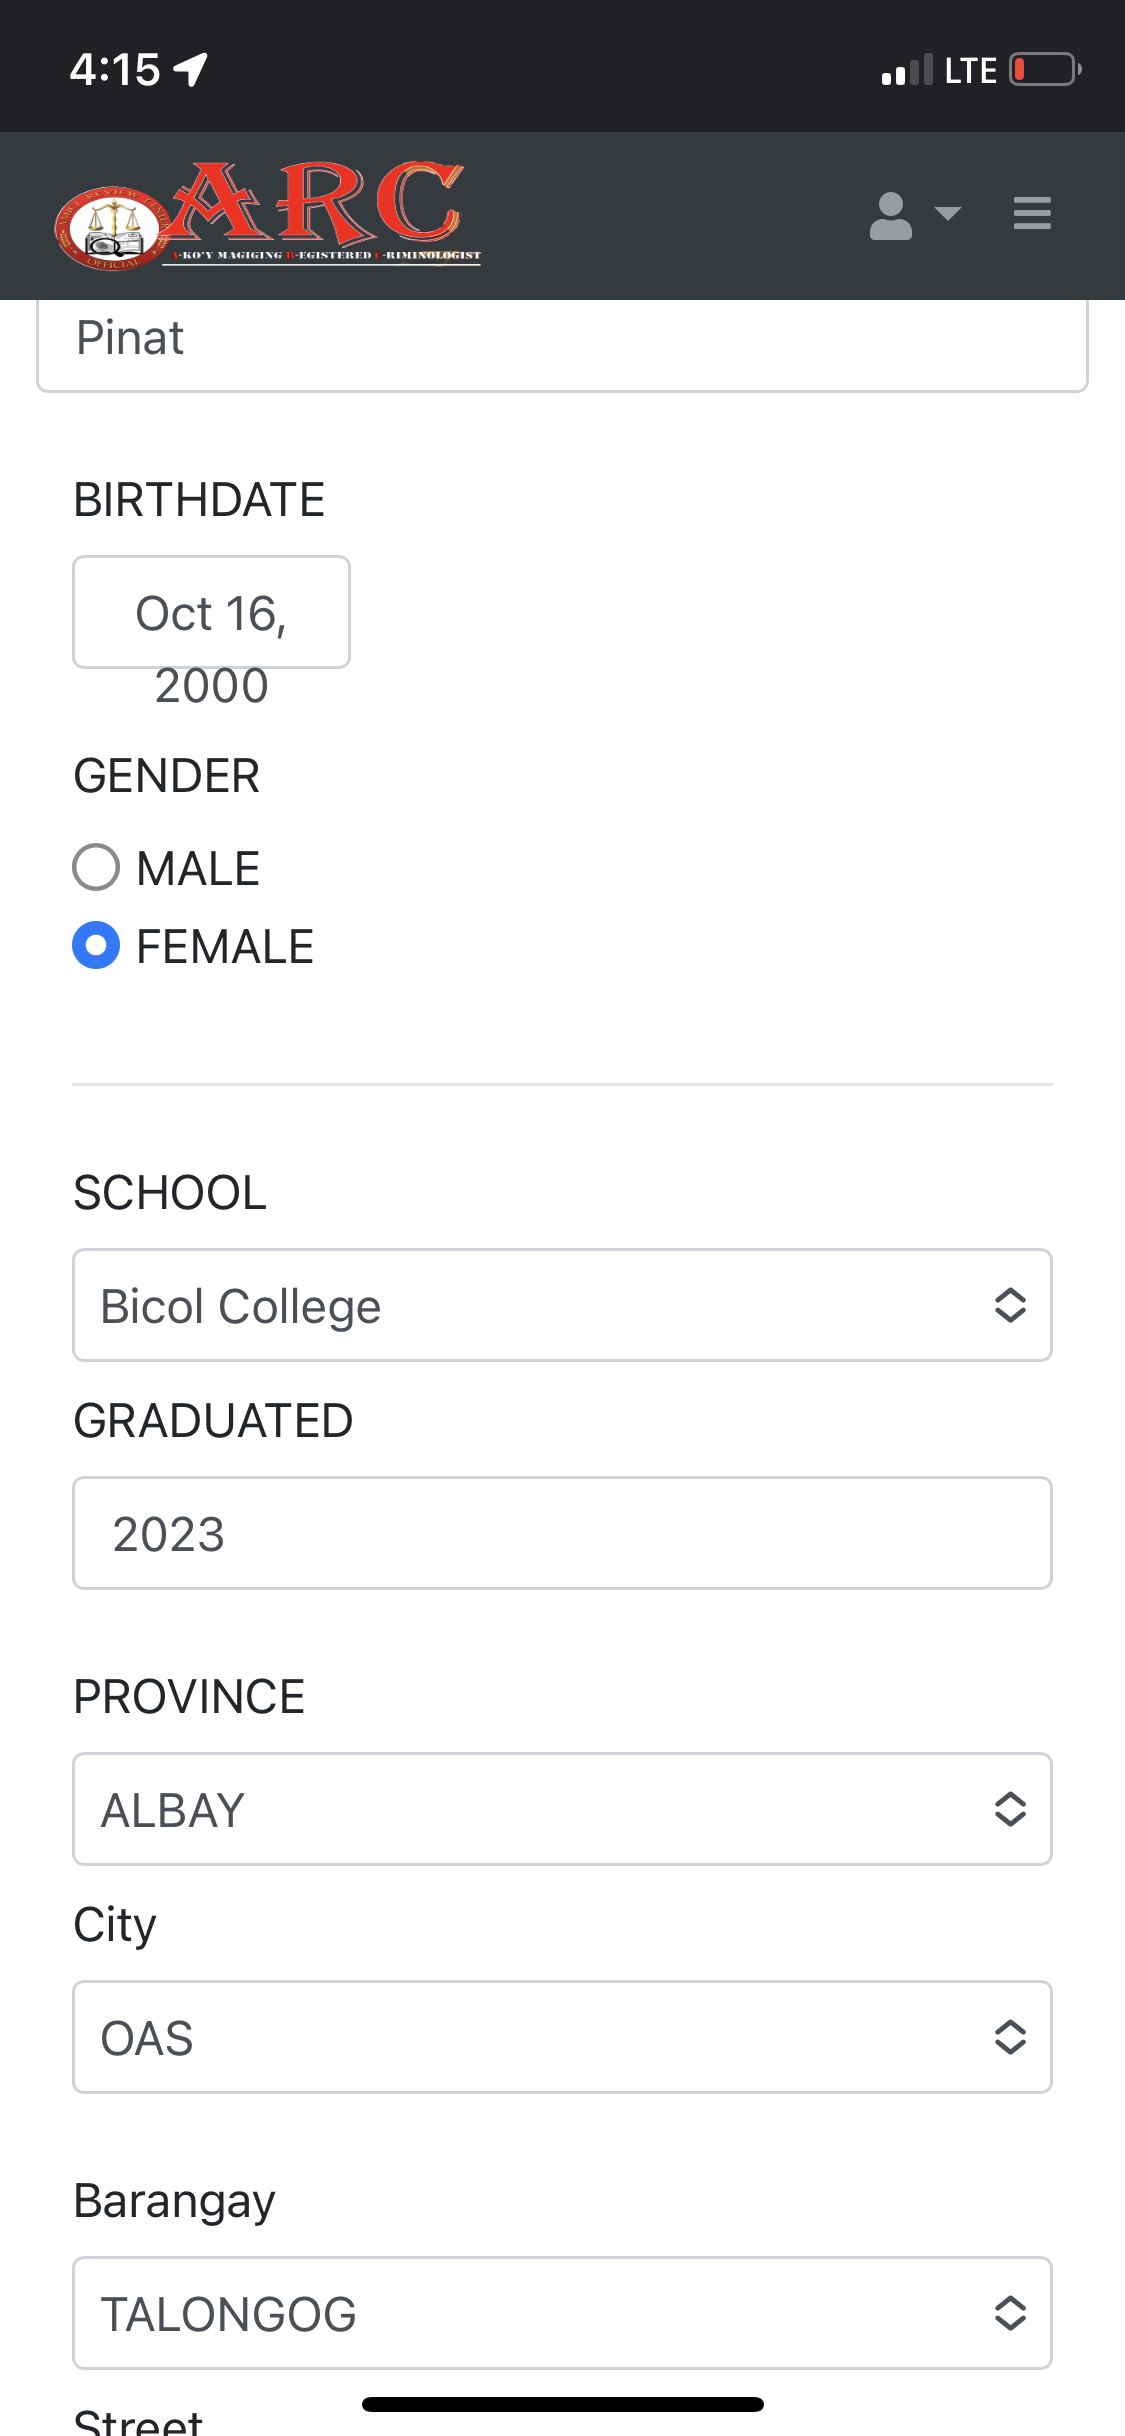 4:15
LTE
ARC
A-KO'Y MAGIGING R-EGISTERED C-RIMINOLOGIST
OFFICIAL
Pinat
BIRTHDATE
Oct 16,
2000
GENDER
MALE
FEMALE
SCHOOL
Bicol College
GRADUATED
2023
PROVINCE
ALBAY
City
OAS
Barangay
TALONGOG
Street